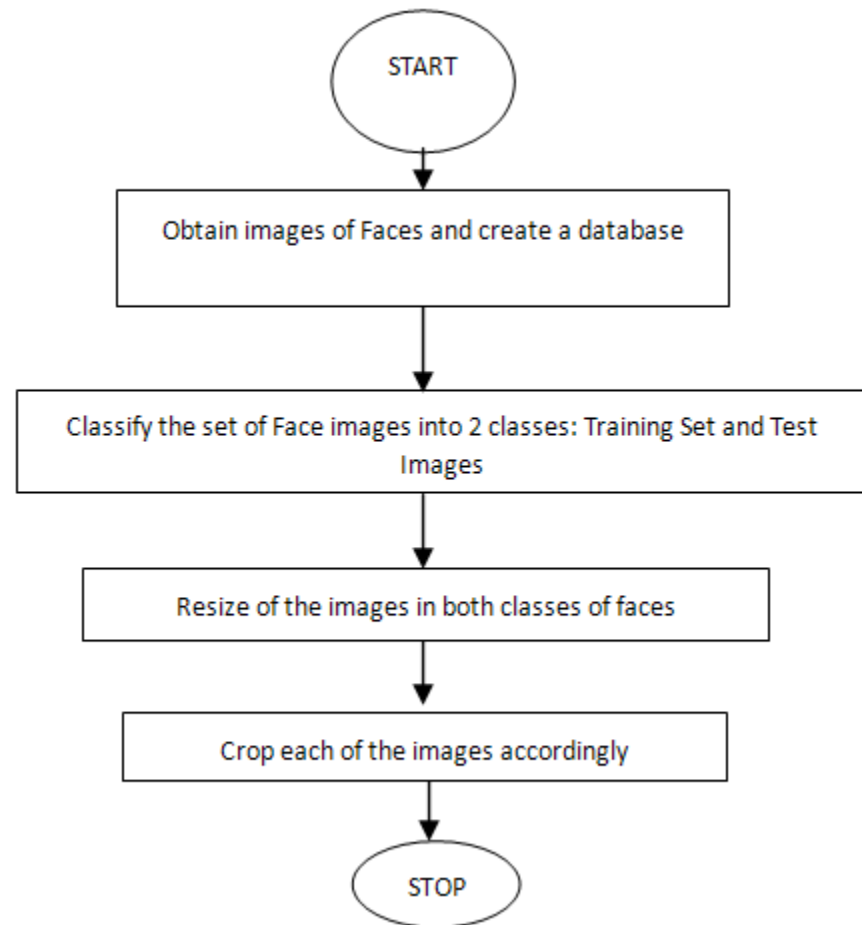 START
Obtain images of Faces and create a database
Classify the set of Face images into 2 classes: Training Set and Test
Images
Resize of the images in both classes of faces
Crop each of the images accordingly
STOP